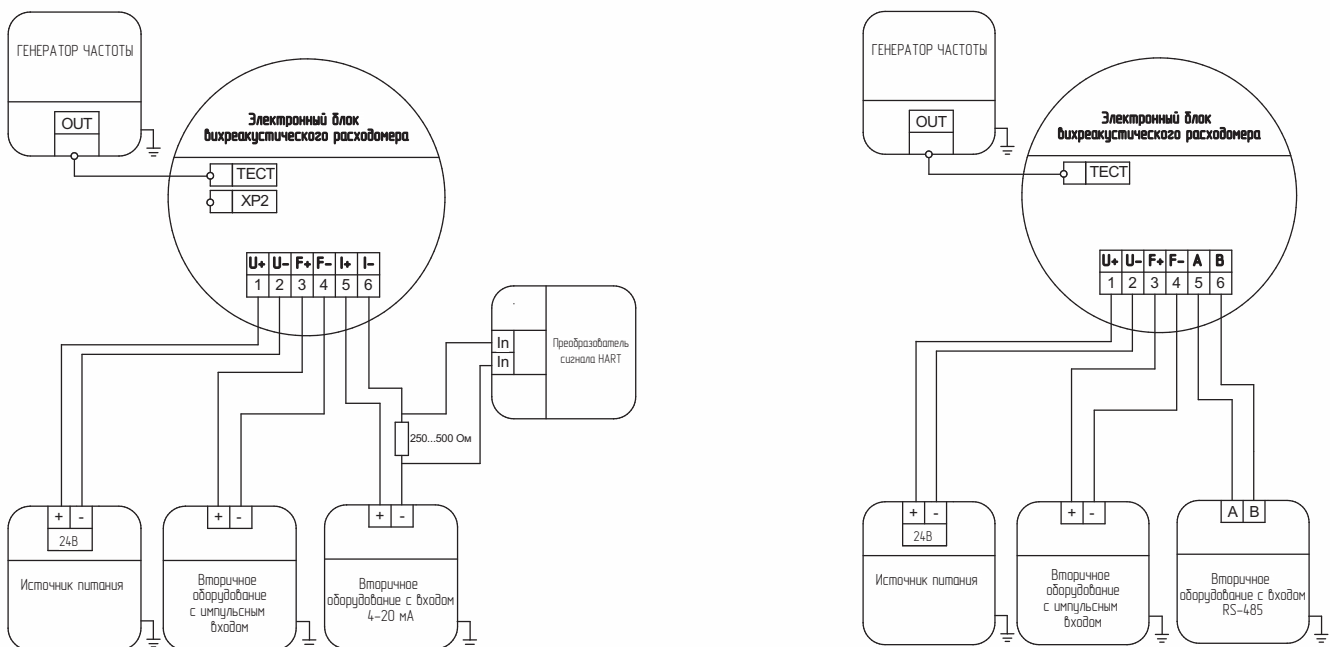 ГЕНЕРАТОР ЧАСТОТЫ
OUT
Электронный блок
вихреакустического расходомера
ТЕСТ
XP2
U+ U- F+ F- I+ I-
1 2 3 4 5 6
In
In
Преобразователь
сигнала HART
250...500 Ом
+ -
24В
Источник питания
+ -
Вторичное
оборудование
с импульсным
входом
+ -
Вторичное
оборудование с входом
4-20 мА
ГЕНЕРАТОР ЧАСТОТЫ
OUT
Электронный блок
вихреакустического расходомера
ТЕСТ
U+ U- F+ F- A B
1 2 3 4 5 6
+ -
24В
Источник питания
+ -
Вторичное
оборудование
с импульсным
входом
A B
Вторичное
оборудование с входом
RS-485